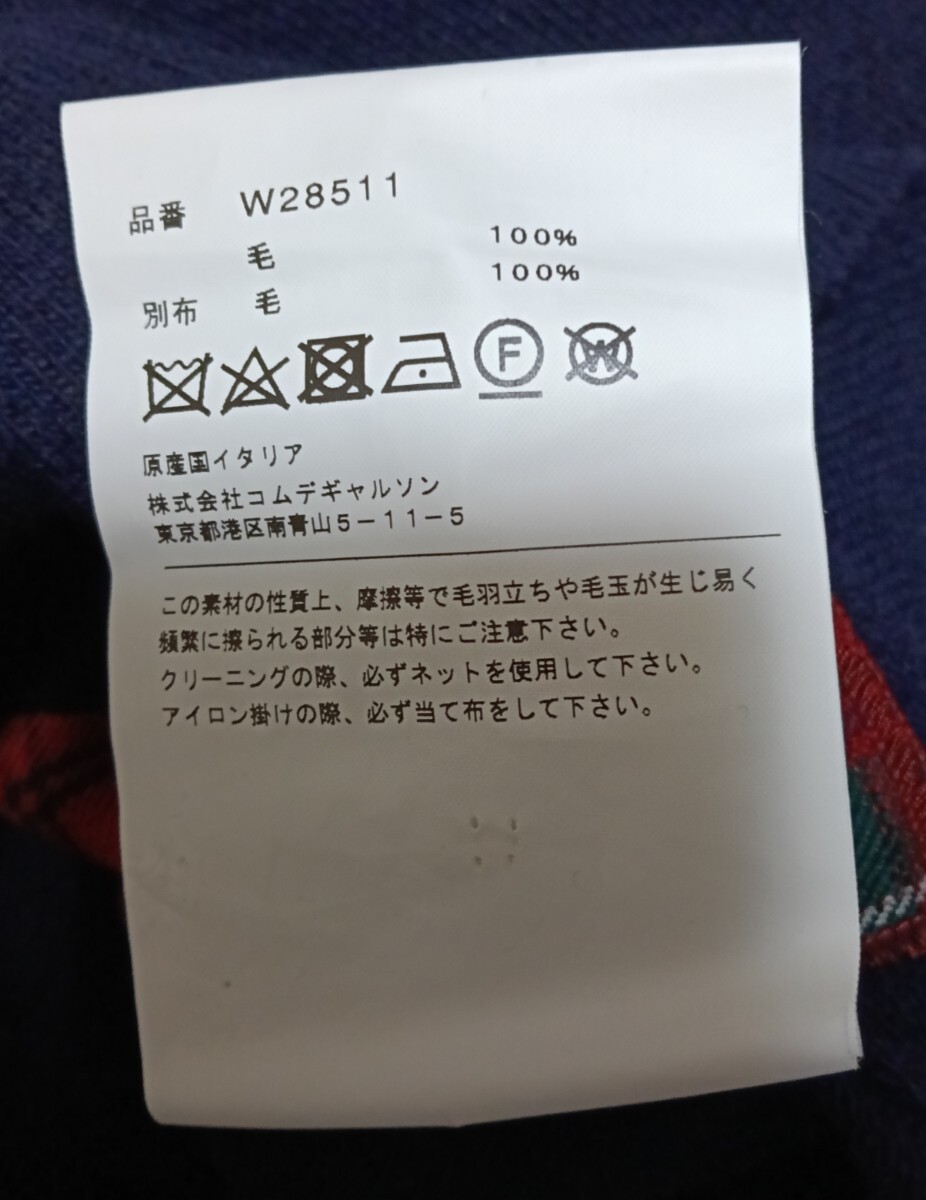 品番 W28511
毛 100%
別布 毛 100%
F W
原産国イタリア
株式会社コムデギャルソン
東京都港区南青山5-11-5
この素材の性質上、摩擦等で毛羽立ちや毛玉が生じ易く
頻繁に擦られる部分等は特にご注意下さい。
クリーニングの際、必ずネットを使用して下さい。
アイロン掛けの際、必ず当て布をして下さい。